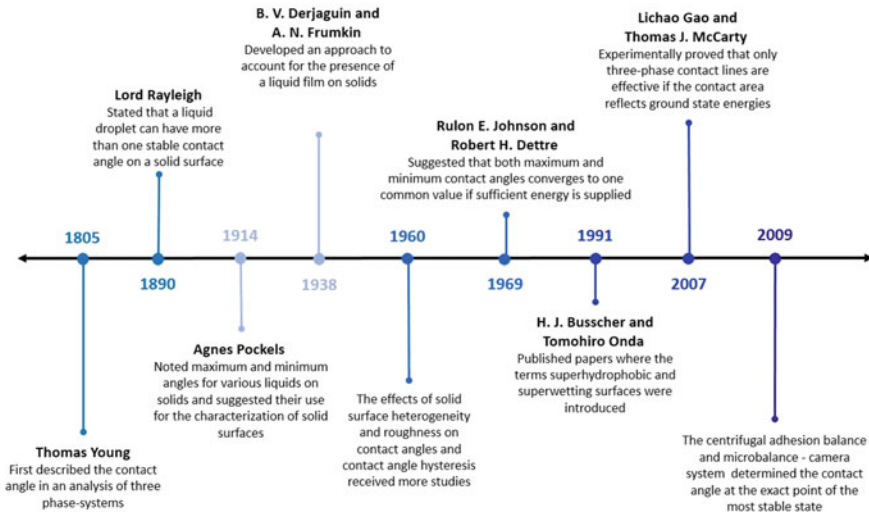 B. V. Derjaguin and
A. N. Frumkin
Developed an approach to
account for the presence of
a liquid film on solids
Lichao Gao and
Thomas J. McCarty
Experimentally proved that only
three-phase contact lines are
effective if the contact area
reflects ground state energies
Lord Rayleigh
Stated that a liquid
droplet can have more
than one stable contact
angle on a solid surface
Rulon E. Johnson and
Robert H. Dettre
Suggested that both maximum and
minimum contact angles converges to one
common value if sufficient energy is supplied
1805
1914
1960
1991
2009
1890
1938
1969
2007
Thomas Young
First described the contact
angle in an analysis of three
phase-systems
Agnes Pockels
Noted maximum and minimum
angles for various liquids on
solids and suggested their use
for the characterization of solid
surfaces
The effects of solid
surface heterogeneity
and roughness on
contact angles and
contact angle hysteresis
received more studies
H. J. Busscher and
Tomohiro Onda
Published papers where the
terms superhydrophobic and
superwetting surfaces were
introduced
The centrifugal adhesion balance
and microbalance - camera
system determined the contact
angle at the exact point of the
most stable state